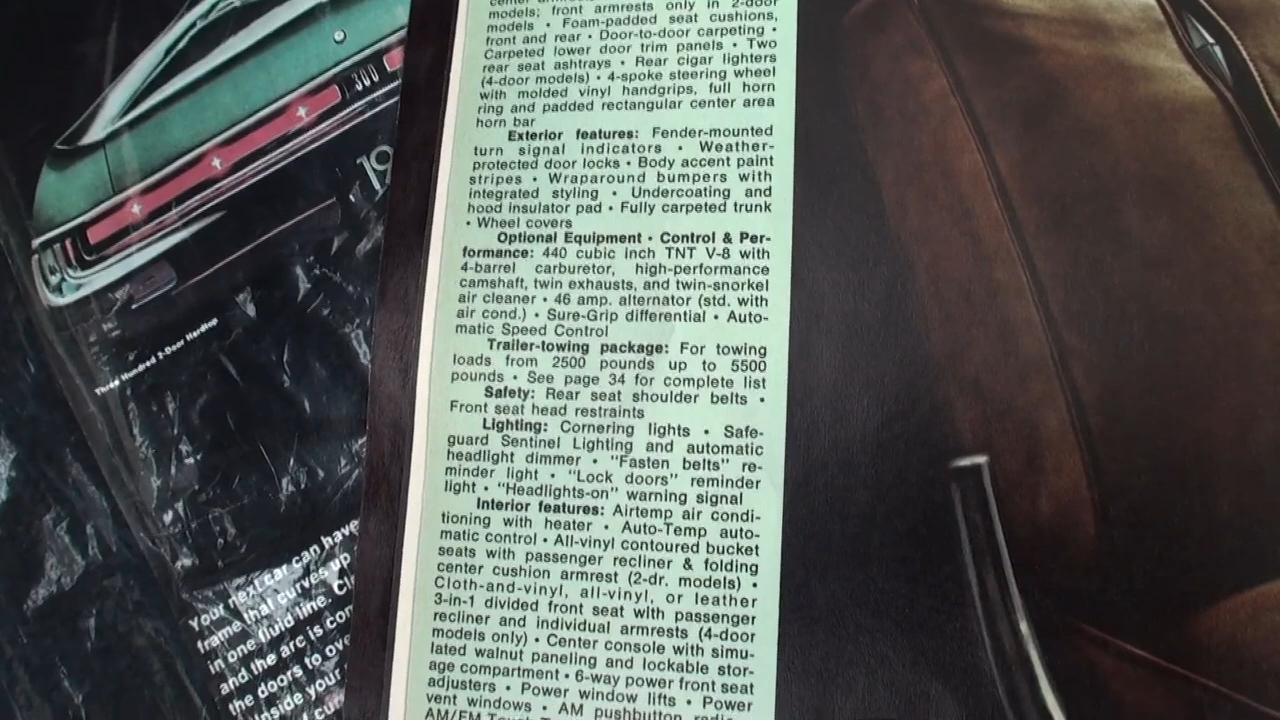 300
19
Three Hundred 2-Door Hardtop
Your next car can have
frame that curves up
in one fluid line.
and the arc is con
the doors to ove
Inside your
models; front armrests only in 2-door
models • Foam-padded seat cushions,
front and rear • Door-to-door carpeting •
Carpeted lower door trim panels • Two
rear seat ashtrays • Rear cigar lighters
(4-door models) • 4-spoke steering wheel
with molded vinyl handgrips, full horn
ring and padded rectangular center area
horn bar
Exterior features: Fender-mounted
turn signal indicators • Weather-
protected door locks • Body accent paint
stripes • Wraparound bumpers with
integrated styling • Undercoating and
hood insulator pad • Fully carpeted trunk
• Wheel covers
Optional Equipment • Control & Per-
formance: 440 cubic inch TNT V-8 with
4-barrel carburetor, high-performance
camshaft, twin exhausts, and twin-snorkel
air cleaner • 46 amp. alternator (std. with
air cond.) • Sure-Grip differential • Auto-
matic Speed Control
Trailer-towing package: For towing
loads from 2500 pounds up to 5500
pounds • See page 34 for complete list
Safety: Rear seat shoulder belts •
Front seat head restraints
Lighting: Cornering lights • Safe-
guard Sentinel Lighting and automatic
headlight dimmer • "Fasten belts" re-
minder light • "Lock doors" reminder
light • "Headlights-on" warning signal
Interior features: Airtemp air condi-
tioning with heater • Auto-Temp auto-
matic control • All-vinyl contoured bucket
seats with passenger recliner & folding
center cushion armrest (2-dr. models) •
Cloth-and-vinyl, all-vinyl, or leather
3-in-1 divided front seat with passenger
recliner and individual armrests (4-door
models only) • Center console with simu-
lated walnut paneling and lockable stor-
age compartment • 6-way power front seat
adjusters • Power window lifts • Power
vent windows • AM pushbutton radio
AM/FM